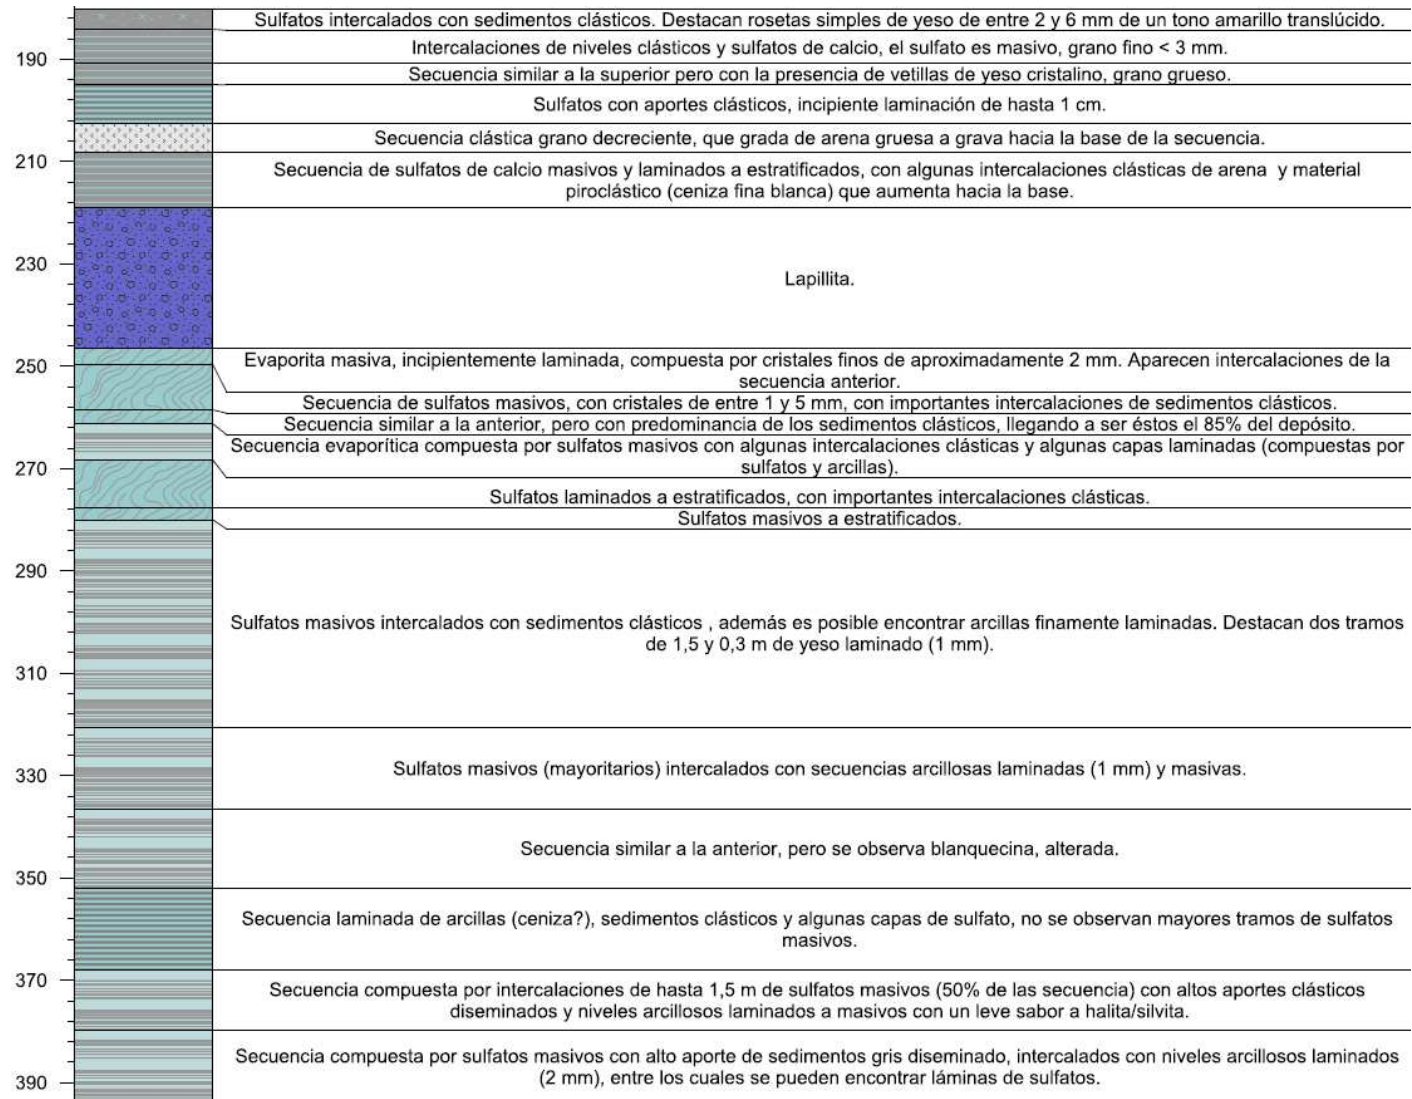 Sulfatos intercalados con sedimentos clásticos. Destacan rosetas simples de yeso de entre 2 y 6 mm de un tono amarillo translúcido.
Intercalaciones de niveles clásticos y sulfatos de calcio, el sulfato es masivo, grano fino < 3 mm.
190
Secuencia similar a la superior pero con la presencia de vetillas de yeso cristalino, grano grueso.
Sulfatos con aportes clásticos, incipiente laminación de hasta 1 cm.
Secuencia clástica grano decreciente, que grada de arena gruesa a grava hacia la base de la secuencia.
210
Secuencia de sulfatos de calcio masivos y laminados a estratificados, con algunas intercalaciones clásticas de arena y material
piroclástico (ceniza fina blanca) que aumenta hacia la base.
230
Lapillita.
250
Evaporita masiva, incipientemente laminada, compuesta por cristales finos de aproximadamente 2 mm. Aparecen intercalaciones de la
secuencia anterior.
Secuencia de sulfatos masivos, con cristales de entre 1 y 5 mm, con importantes intercalaciones de sedimentos clásticos.
Secuencia similar a la anterior, pero con predominancia de los sedimentos clásticos, llegando a ser éstos el 85% del depósito.
Secuencia evaporítica compuesta por sulfatos masivos con algunas intercalaciones clásticas y algunas capas laminadas (compuestas por
sulfatos y arcillas).
270
Sulfatos laminados a estratificados, con importantes intercalaciones clásticas.
Sulfatos masivos a estratificados.
290
Sulfatos masivos intercalados con sedimentos clásticos , además es posible encontrar arcillas finamente laminadas. Destacan dos tramos
de 1,5 y 0,3 m de yeso laminado (1 mm).
310
330
Sulfatos masivos (mayoritarios) intercalados con secuencias arcillosas laminadas (1 mm) y masivas.
Secuencia similar a la anterior, pero se observa blanquecina, alterada.
350
Secuencia laminada de arcillas (ceniza?), sedimentos clásticos y algunas capas de sulfato, no se observan mayores tramos de sulfatos
masivos.
370
Secuencia compuesta por intercalaciones de hasta 1,5 m de sulfatos masivos (50% de las secuencia) con altos aportes clásticos
diseminados y niveles arcillosos laminados a masivos con un leve sabor a halita/silvita.
390
Secuencia compuesta por sulfatos masivos con alto aporte de sedimentos gris diseminado, intercalados con niveles arcillosos laminados
(2 mm), entre los cuales se pueden encontrar láminas de sulfatos.